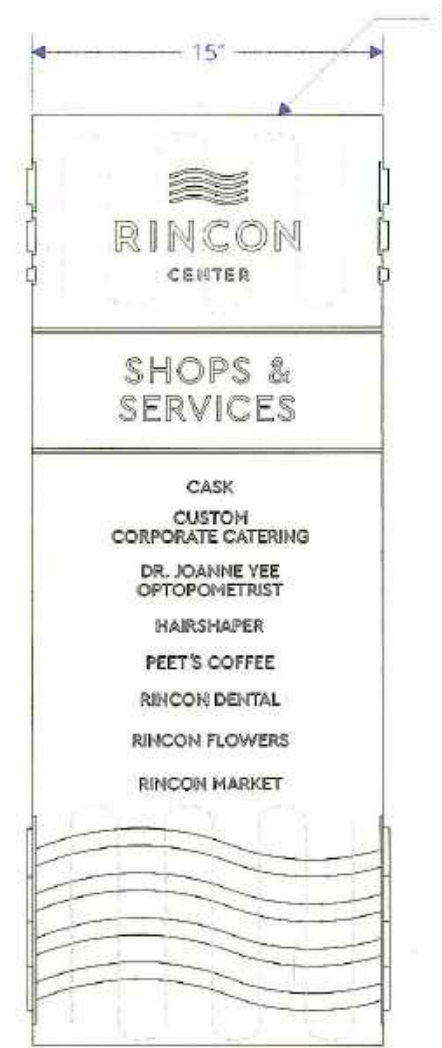 15"
RINCON
CENTER
SHOPS &
SERVICES
CASK
CUSTOM
CORPORATE CATERING
DR. JOANNE YEE
OPTOPOMETRIST
HAIRSHAPER
PEET'S COFFEE
RINCON DENTAL
RINCON FLOWERS
RINCON MARKET